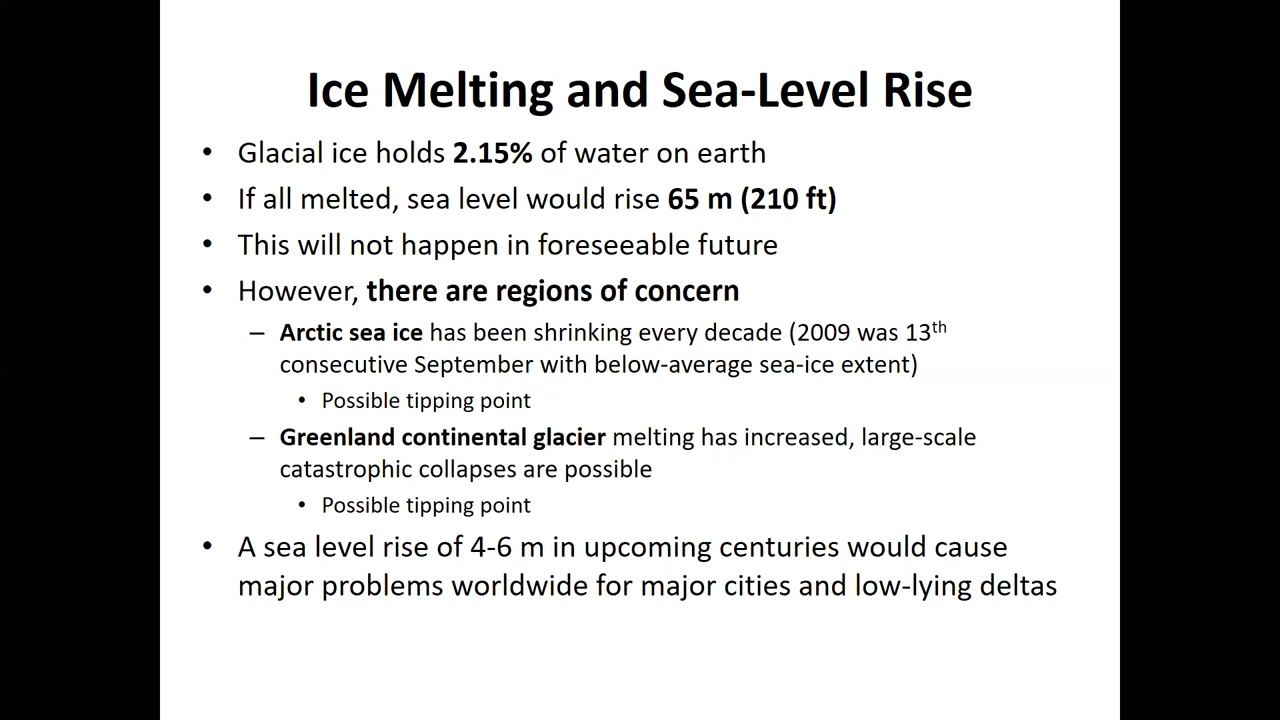 Ice Melting and Sea-Level Rise
• Glacial ice holds 2.15% of water on earth
• If all melted, sea level would rise 65 m (210 ft)
• This will not happen in foreseeable future
• However, there are regions of concern
– Arctic sea ice has been shrinking every decade (2009 was 13th
consecutive September with below-average sea-ice extent)
• Possible tipping point
– Greenland continental glacier melting has increased, large-scale
catastrophic collapses are possible
• Possible tipping point
• A sea level rise of 4-6 m in upcoming centuries would cause
major problems worldwide for major cities and low-lying deltas